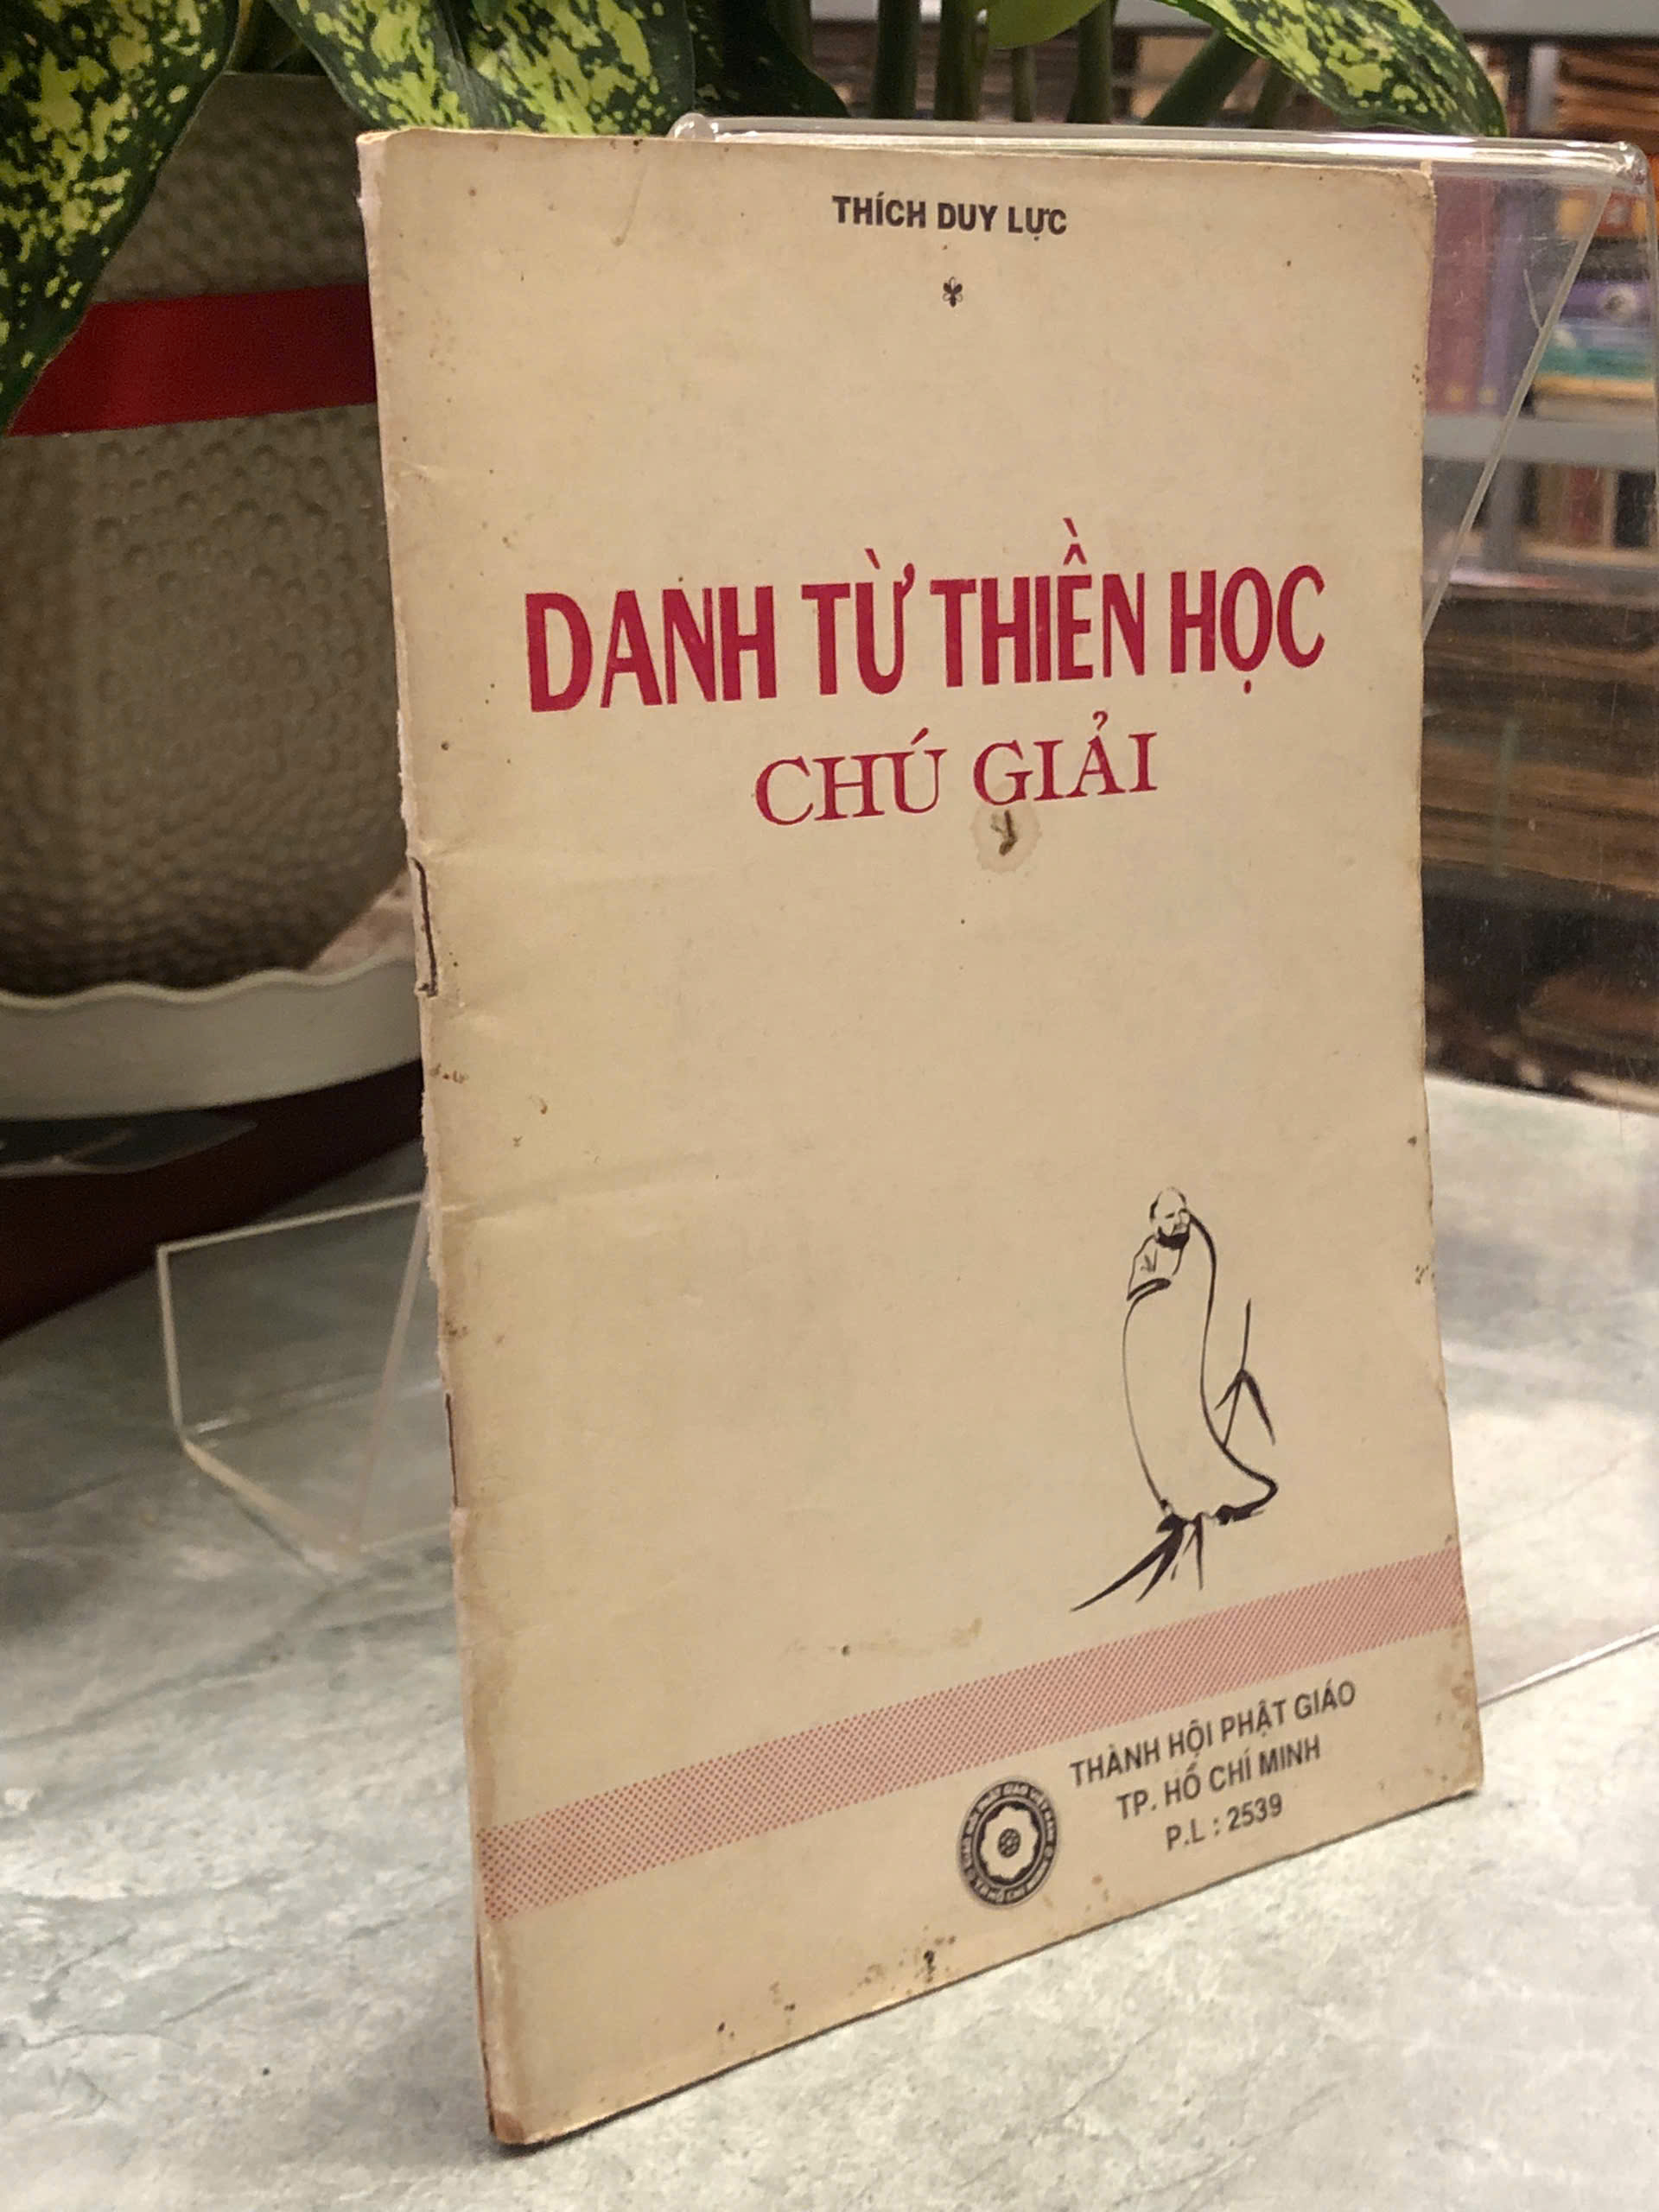 THÍCH DUY LỰC
DANH TỪ THIỀN HỌC
CHÚ GIẢI
THÀNH HỘI PHẬT GIÁO
TP. HỒ CHÍ MINH
P.L : 2539